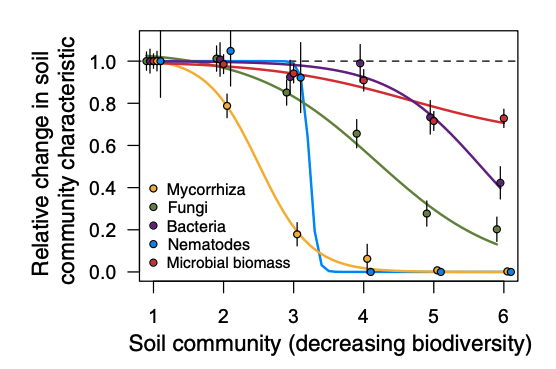 Relative change in soil
community characteristic
1.0
0.8
0.6
0.4
0.2
0.0
Mycorrhiza
Fungi
Bacteria
Nematodes
Microbial biomass
1 2 3 4 5 6
Soil community (decreasing biodiversity)